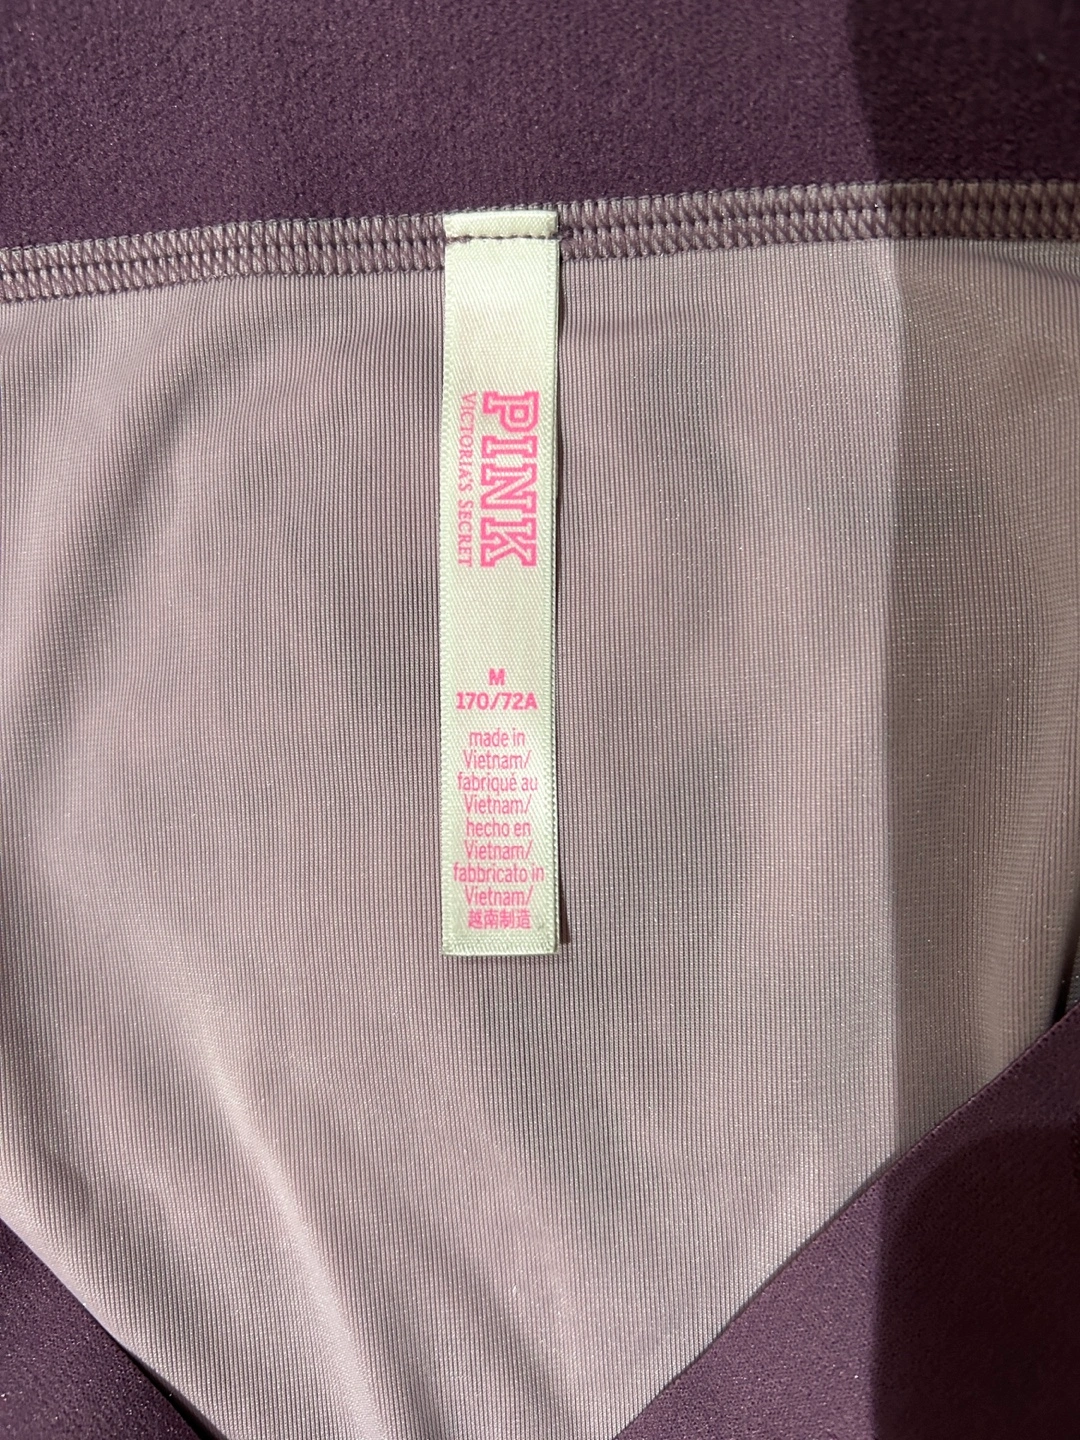 PINK
VICTORIA'S SECRET
M
170/72A
made in
Vietnam/
fabriqué au
Vietnam/
hecho en
Vietnam/
fabbricato in
Vietnam/
越南制造